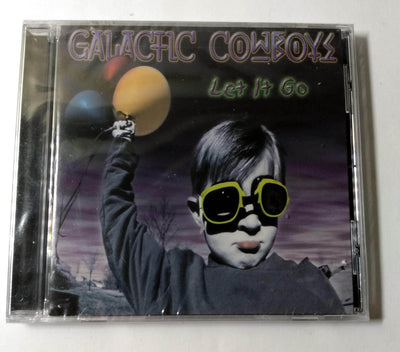 GALACTIC COWBOYS
Let It Go